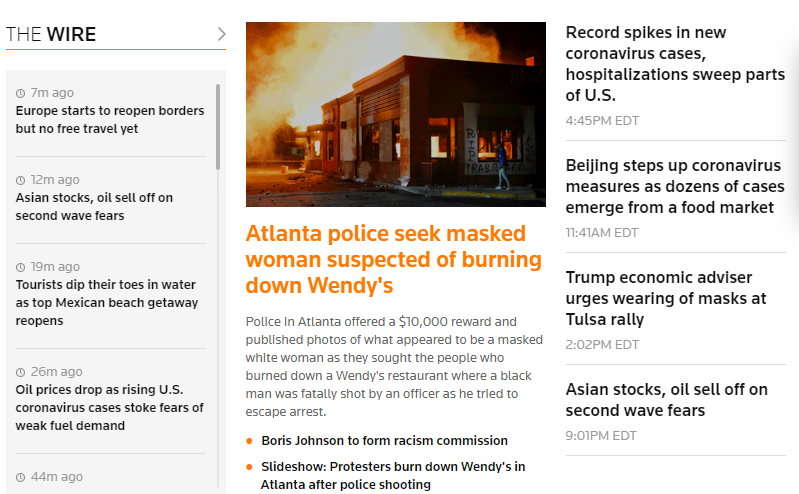 THE WIRE
7m ago
Europe starts to reopen borders
but no free travel yet
12m ago
Asian stocks, oil sell off on
second wave fears
19m ago
Tourists dip their toes in water
as top Mexican beach getaway
reopens
26m ago
Oil prices drop as rising U.S.
coronavirus cases stoke fears of
weak fuel demand
44m ago
RIP
Atlanta police seek masked
woman suspected of burning
down Wendy's
Police in Atlanta offered a $10,000 reward and
published photos of what appeared to be a masked
white woman as they sought the people who
burned down a Wendy's restaurant where a black
man was fatally shot by an officer as he tried to
escape arrest.
Boris Johnson to form racism commission
Slideshow: Protesters burn down Wendy's in
Atlanta after police shooting
Record spikes in new
coronavirus cases,
hospitalizations sweep parts
of U.S.
4:45PM EDT
Beijing steps up coronavirus
measures as dozens of cases
emerge from a food market
11:41AM EDT
Trump economic adviser
urges wearing of masks at
Tulsa rally
2:02PM EDT
Asian stocks, oil sell off on
second wave fears
9:01PM EDT